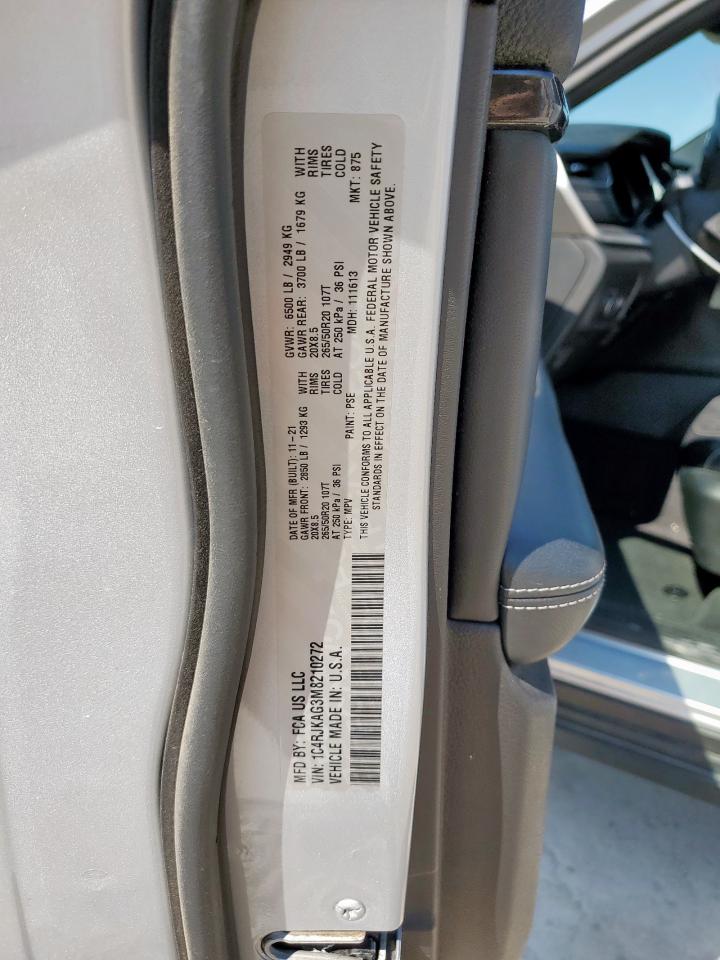 MFD BY: FCA US LLC
VIN: 1C4RJKAG3M8210272
VEHICLE MADE IN: U.S.A.
DATE OF MFR (BUILT): 11-21 GVWR: 6500 LB / 2949 KG
GAWR FRONT: 2850 LB / 1293 KG WITH GAWR REAR: 3700 LB / 1679 KG WITH
20X8.5 RIMS 20X8.5 RIMS
265/50R20 107T TIRES 265/50R20 107T TIRES
AT 250 kPa / 36 PSI COLD AT 250 kPa / 36 PSI COLD
TYPE: MPV PAINT: PSE MDH: 111613 MKT: 875
THIS VEHICLE CONFORMS TO ALL APPLICABLE U.S.A. FEDERAL MOTOR VEHICLE SAFETY
STANDARDS IN EFFECT ON THE DATE OF MANUFACTURE SHOWN ABOVE.